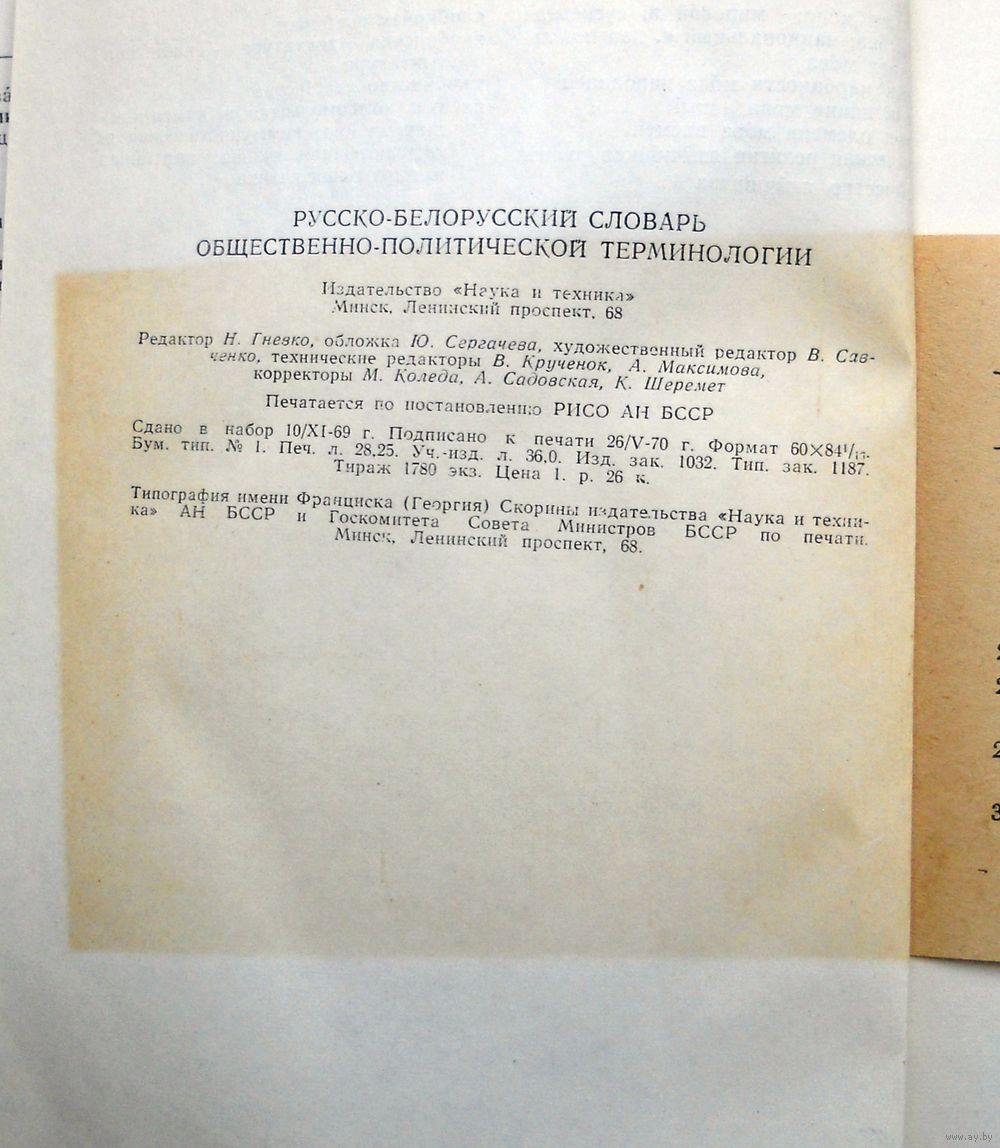 РУССКО-БЕЛОРУССКИЙ СЛОВАРЬ
ОБЩЕСТВЕННО-ПОЛИТИЧЕСКОЙ ТЕРМИНОЛОГИИ
Издательство «Наука и техника»
Минск, Ленинский проспект, 68
Редактор Н. Гневко, обложка Ю. Сергачева, художественный редактор В. Сав-
ченко, технические редакторы В. Крученок, А. Максимова,
корректоры М. Коледа, А. Садовская, К. Шеремет
Печатается по постановлению РИСО АН БССР
Сдано в набор 10/XI-69 г. Подписано к печати 26/V-70 г. Формат 60×84
Бум. тип. № 1. Печ. л. 28,25. Уч.-изд. л. 36,0. Изд. зак. 1032. Тип. зак. 1187.
Тираж 1780 экз. Цена 1. р. 26 к.
Типография имени Франциска (Георгия) Скорины издательства «Наука и техни-
ка» АН БССР и Госкомитета Совета Министров БССР по печати.
Минск, Ленинский проспект, 68.
www.ay.by